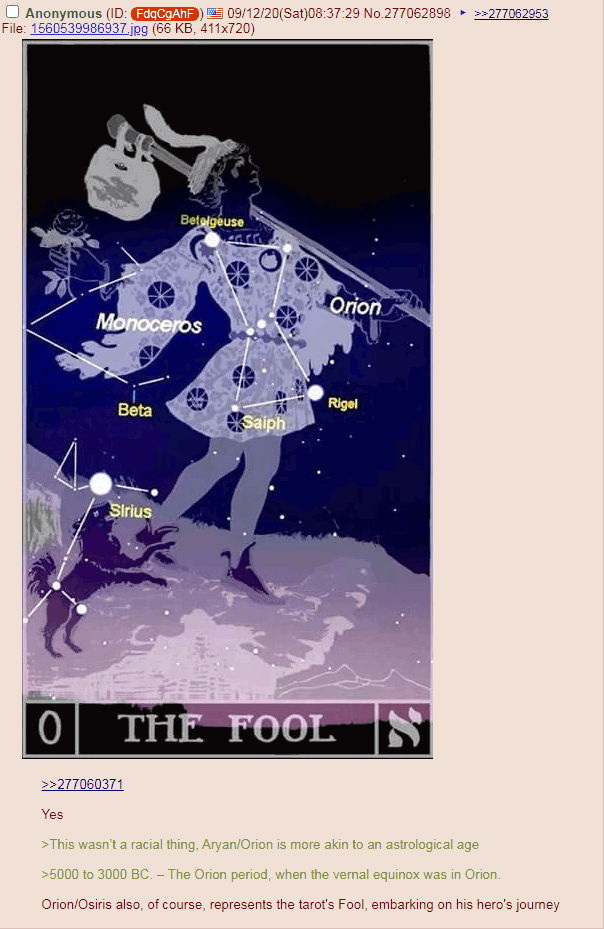 Anonymous (ID: FdqCgAhF) 09/12/20(Sat)08:37:29 No.277062898 ▸ >>277062953
File: 1560539986937.jpg (66 KB, 411x720)
Betelgeuse
Orion
Monoceros
Beta
Rigel
Saiph
Sirius
0 THE FOOL א
>>277060371
Yes
>This wasn't a racial thing, Aryan/Orion is more akin to an astrological age
>5000 to 3000 BC. – The Orion period, when the vernal equinox was in Orion.
Orion/Osiris also, of course, represents the tarot's Fool, embarking on his hero's journey